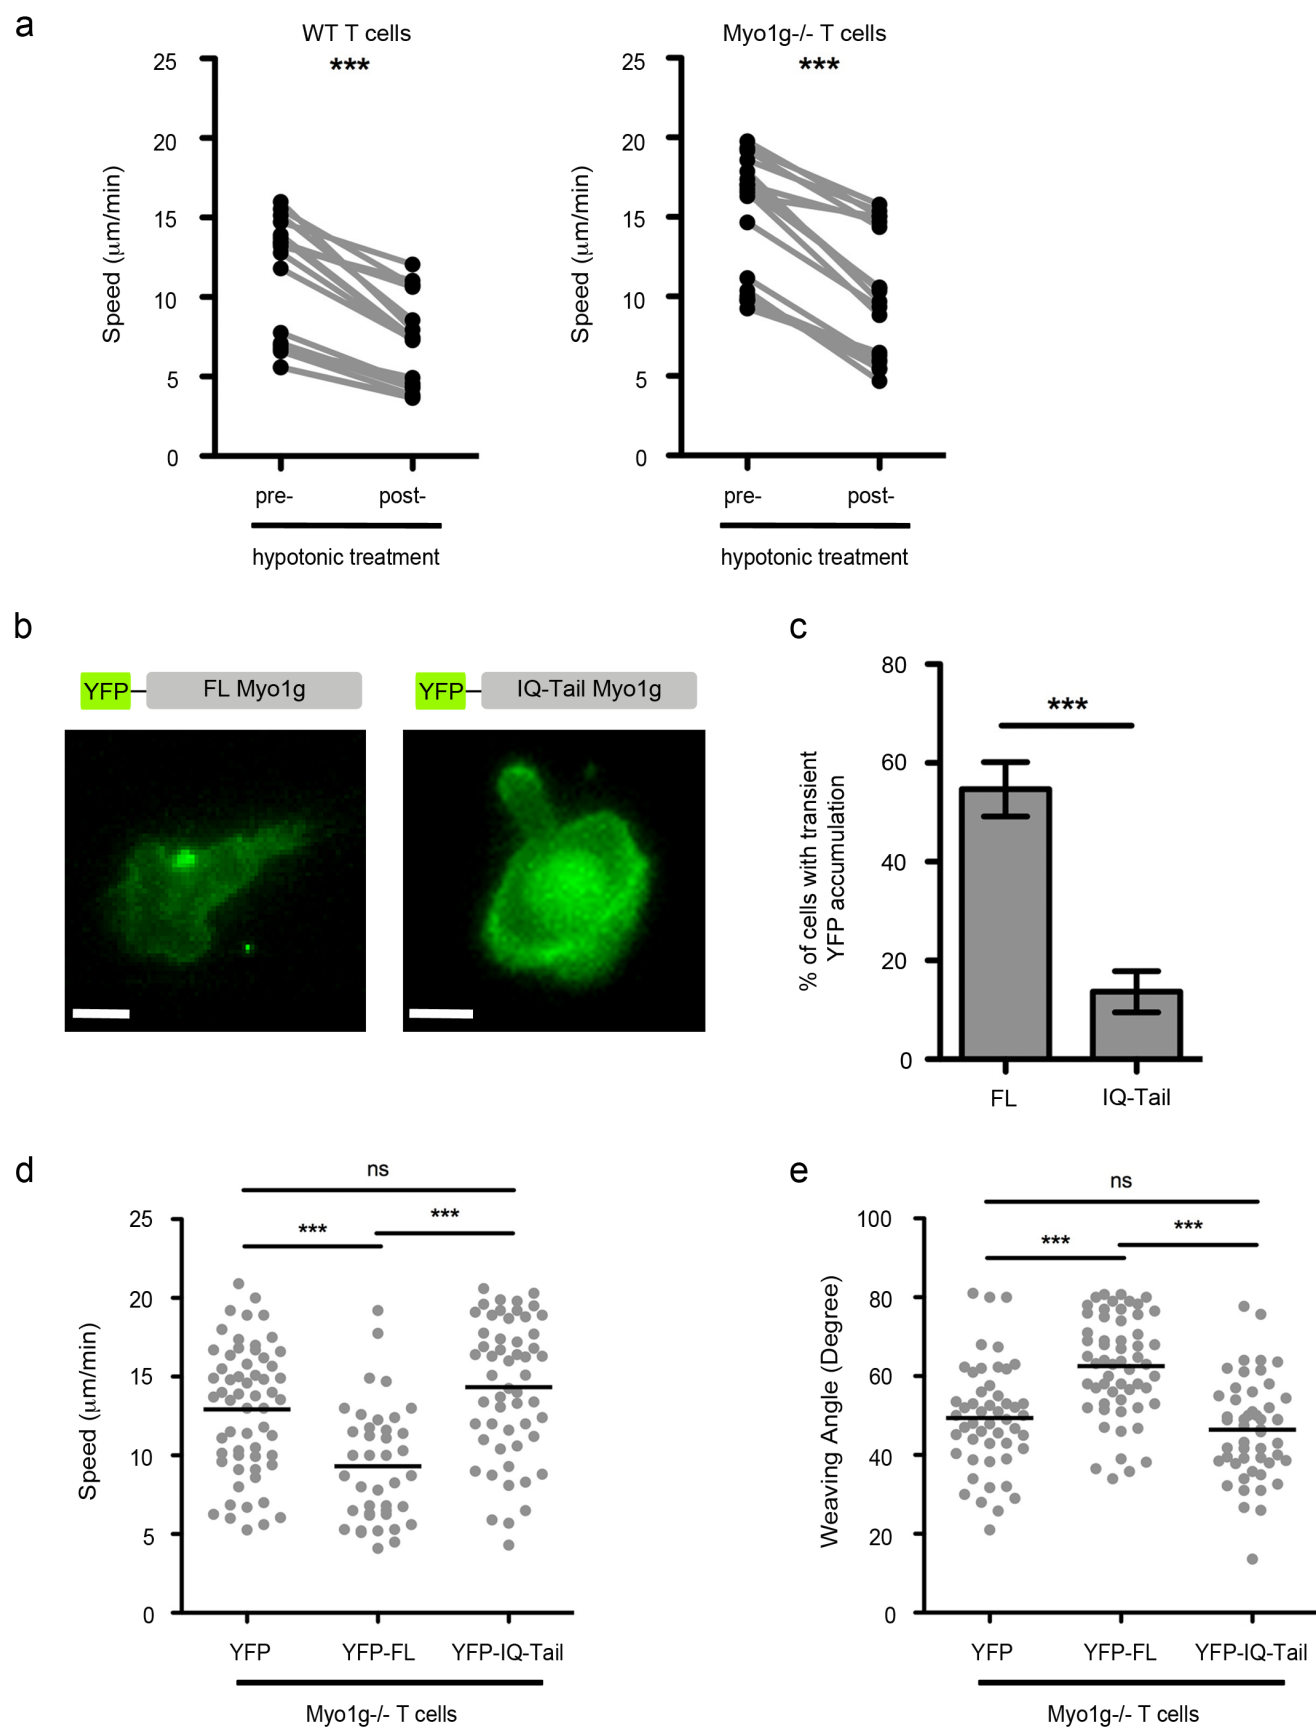 a
WT T cells
***
25
20
15
10
5
0
Speed (μm/min)
pre-
post-
hypotonic treatment
Myo1g-/- T cells
***
25
20
15
10
5
0
Speed (μm/min)
pre-
post-
hypotonic treatment
b
YFP
FL Myo1g
YFP
IQ-Tail Myo1g
c
80
60
40
20
0
% of cells with transient
YFP accumulation
***
FL
IQ-Tail
d
ns
***
***
25
20
15
10
5
0
Speed (μm/min)
YFP
YFP-FL
YFP-IQ-Tail
Myo1g-/- T cells
e
ns
***
***
100
80
60
40
20
0
Weaving Angle (Degree)
YFP
YFP-FL
YFP-IQ-Tail
Myo1g-/- T cells